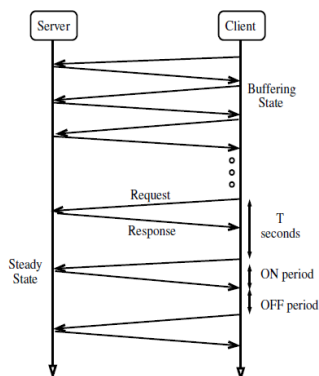 Server
Client
Buffering
State
Request
Response
T
seconds
Steady
State
ON period
OFF period